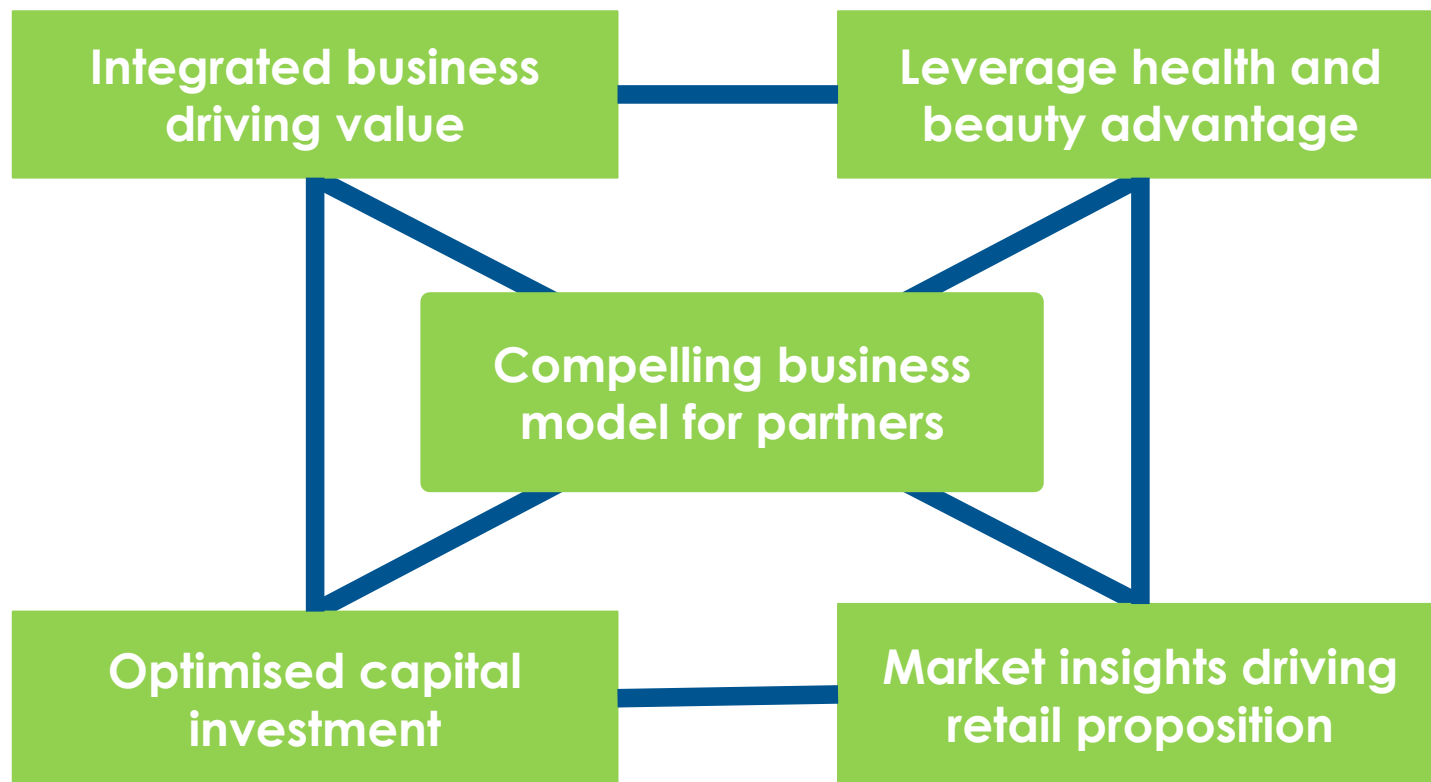 Integrated business
driving value
Leverage health and
beauty advantage
Compelling business
model for partners
Optimised capital
investment
Market insights driving
retail proposition